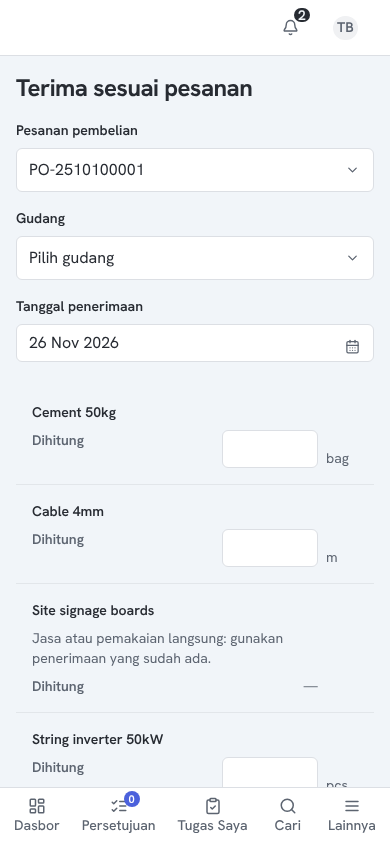 2
TB
Terima sesuai pesanan
Pesanan pembelian
PO-2510100001
Gudang
Pilih gudang
Tanggal penerimaan
26 Nov 2026
Cement 50kg
Dihitung
bag
Cable 4mm
Dihitung
m
Site signage boards
Jasa atau pemakaian langsung: gunakan
penerimaan yang sudah ada.
Dihitung
—
String inverter 50kW
Dihitung
pcs
0
Dasbor Persetujuan Tugas Saya Cari Lainnya